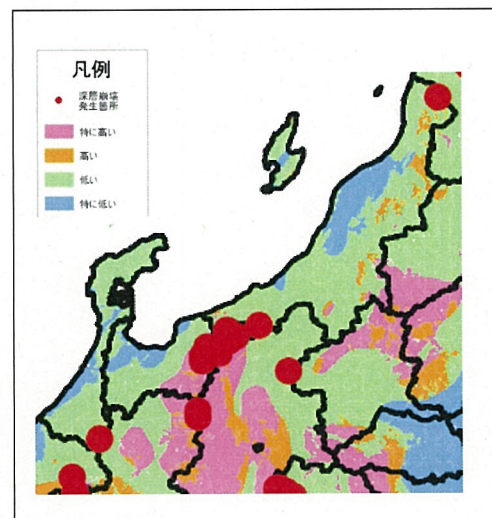 凡例
深層崩壊
発生箇所
特に高い
高い
低い
特に低い